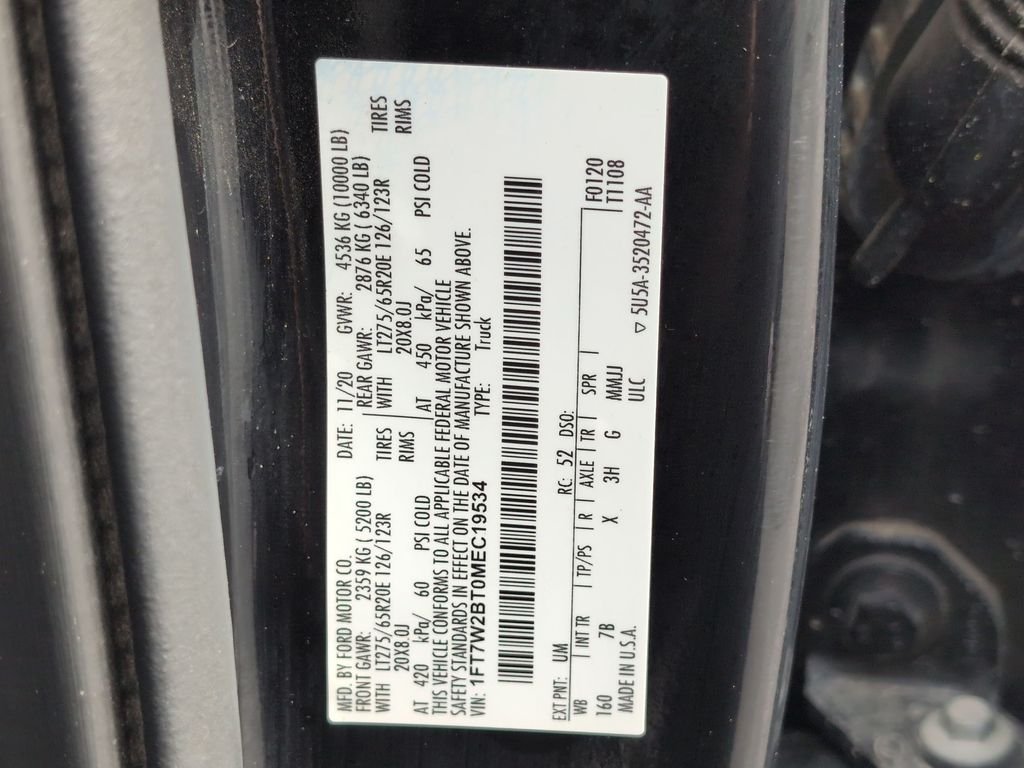 MFD. BY FORD MOTOR CO. DATE: 11/20 GVWR: 4536 KG (10000 LB)
FRONT GAWR: 2359 KG ( 5200 LB) REAR GAWR: 2876 KG ( 6340 LB)
WITH LT275/65R20E 126/123R TIRES WITH LT275/65R20E 126/123R TIRES
20X8.0J RIMS 20X8.0J RIMS
AT 420 kPa/ 60 PSI COLD AT 450 kPa/ 65 PSI COLD
THIS VEHICLE CONFORMS TO ALL APPLICABLE FEDERAL MOTOR VEHICLE
SAFETY STANDARDS IN EFFECT ON THE DATE OF MANUFACTURE SHOWN ABOVE.
VIN: 1FT7W2BT0MEC19534 TYPE: Truck
EXT PNT: UM RC: 52 DSO:
WB INT TR TP/PS R AXLE TR SPR F0120
160 7B X 3H G MMJJ T1108
MADE IN U.S.A. ULC ▽ 5U5A-3520472-AA